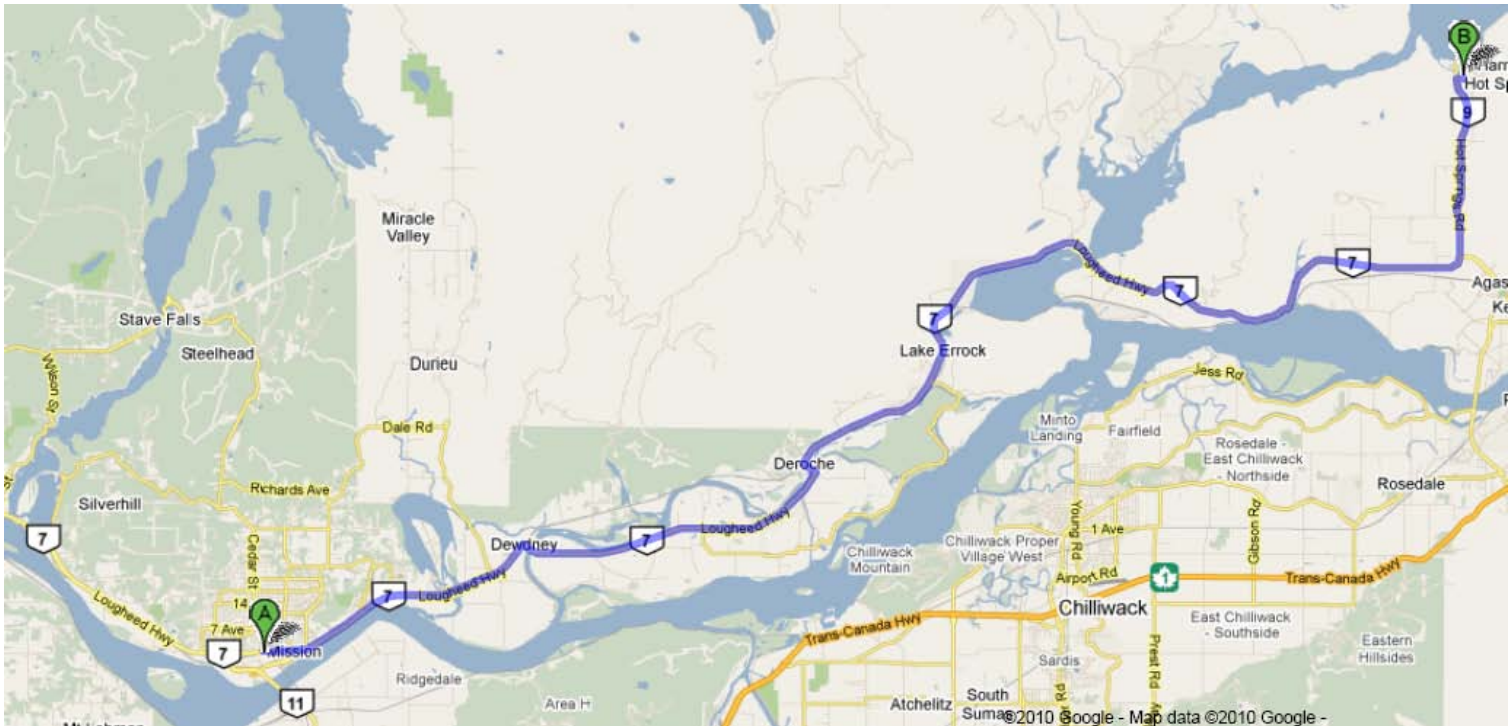 B
Harr
Hot Sp
9
Hot Springs Rd
Miracle
Valley
Lougheed Hwy
7
7
Agas
Ke
7
Stave Falls
Steelhead
Lake Errock
Durieu
Wilson St
Jess Rd
Minto
Landing
Fairfield
Dale Rd
Rosedale -
East Chilliwack
- Northside
Deroche
Richards Ave
Silverhill
Rosedale
Young Rd
Gibson Rd
1 Ave
Lougheed Hwy
7
7
Dewdney
Cedar St
Chilliwack
Mountain
Chilliwack Proper
Village West
Airport Rd
1
Trans-Canada Hwy
Lougheed Hwy
7
14
A
7 Ave
Chilliwack
East Chilliwack
- Southside
Lougheed Hwy
Trans-Canada Hwy
7
Mission
Prest Rd
Eastern
Hillsides
Sardis
Ridgedale
11
Area H
Atchelitz
South
Sumas
©2010 Google - Map data ©2010 Google -